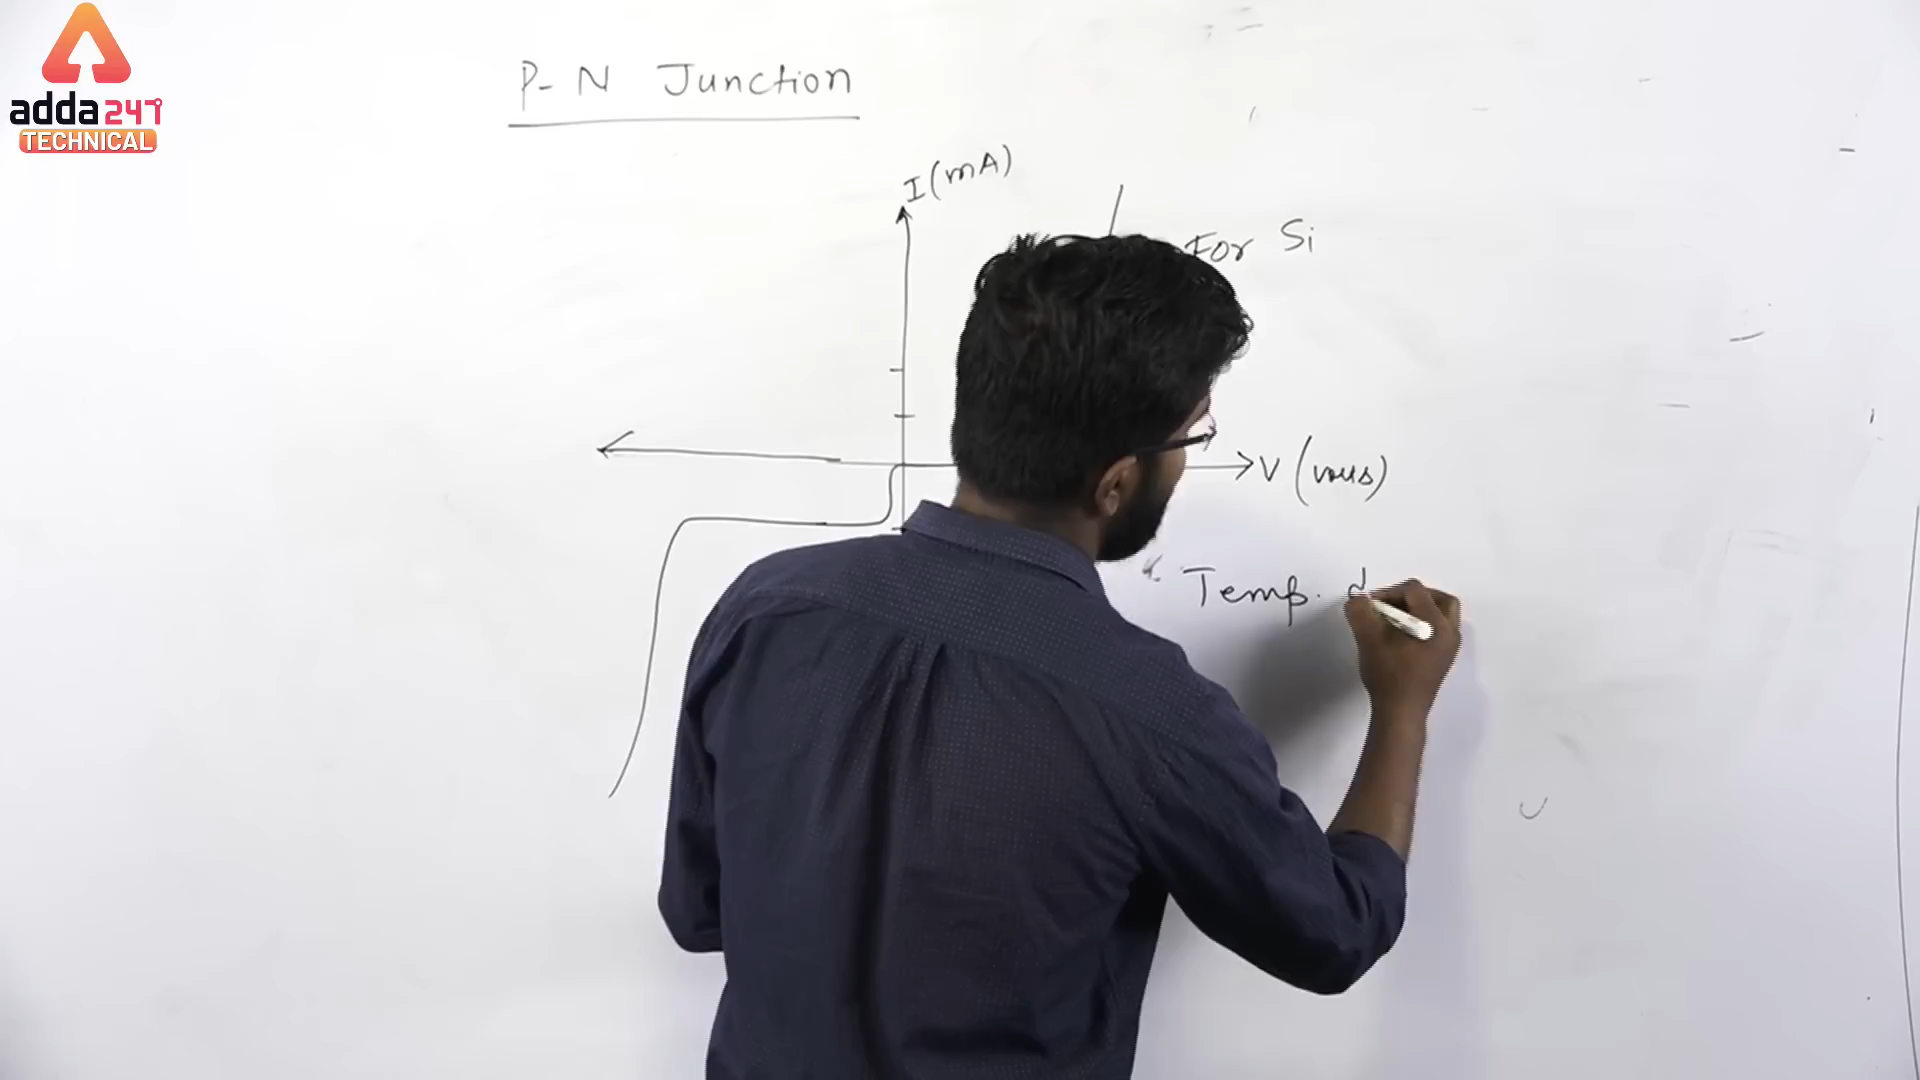 adda247
TECHNICAL
P-N Junction
I(mA)
For Si
V (volts)
Temp. d